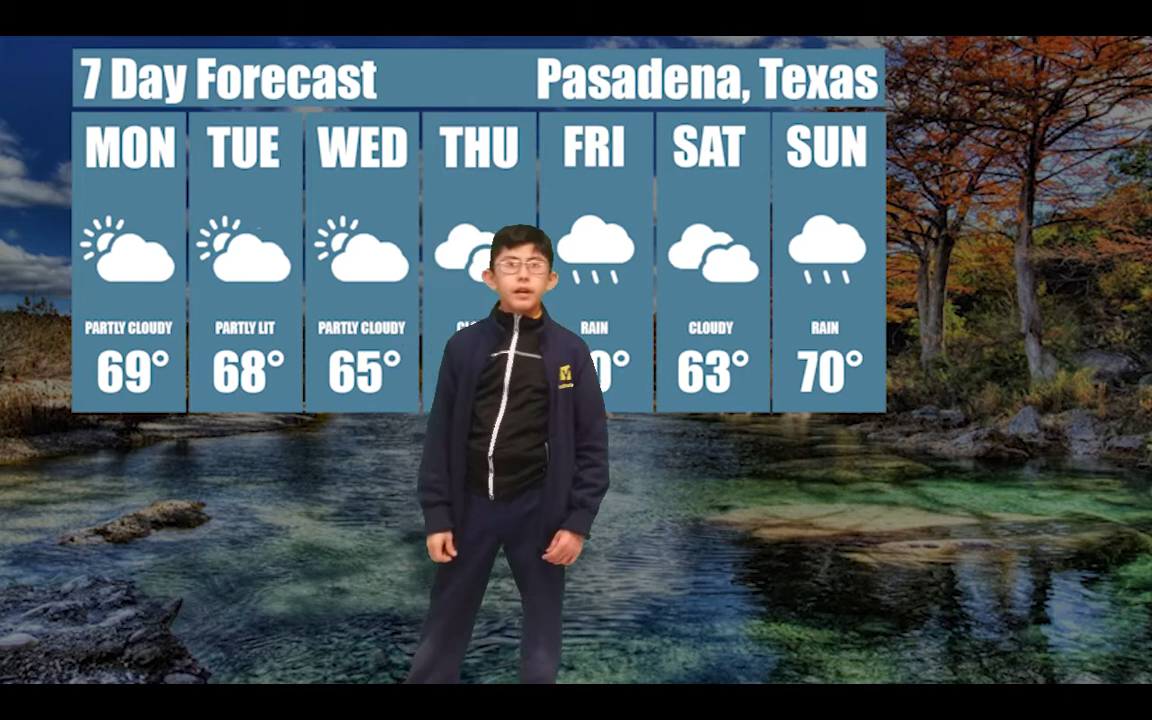 7 Day Forecast Pasadena, Texas
MON TUE WED THU FRI SAT SUN
PARTLY CLOUDY PARTLY LIT PARTLY CLOUDY RAIN CLOUDY RAIN
69° 68° 65° 63° 70°